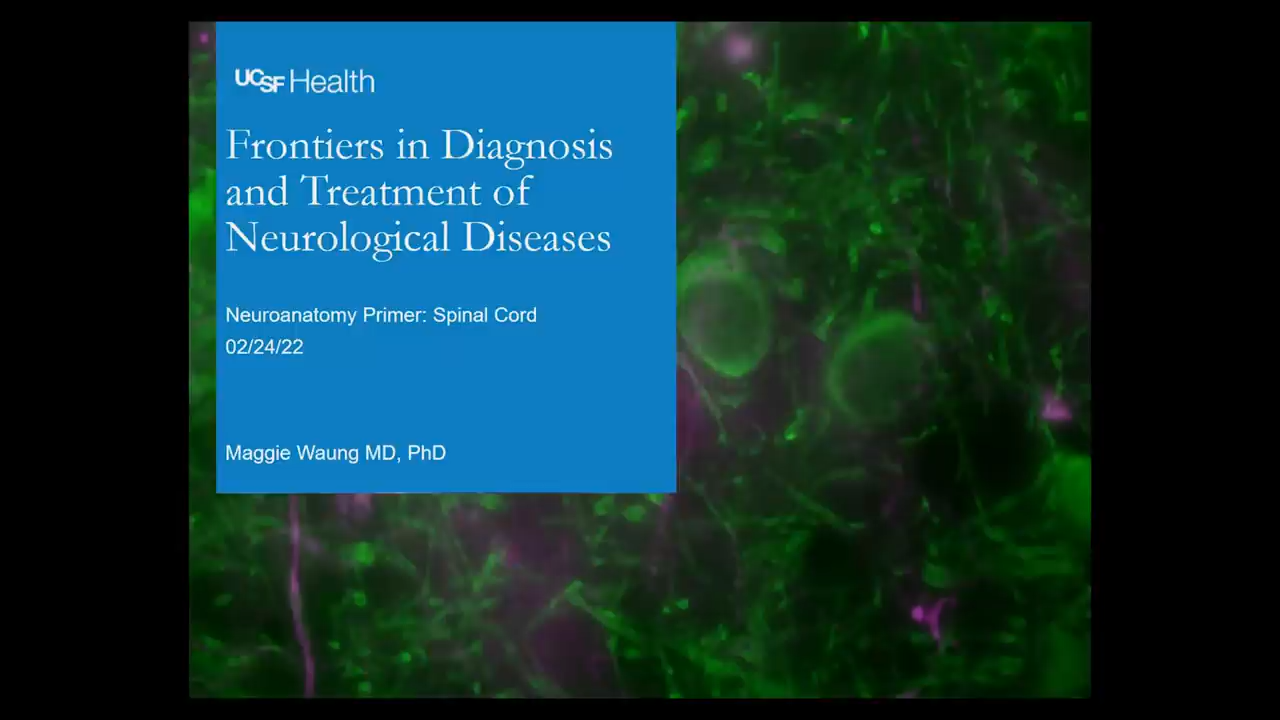 UCSF Health
Frontiers in Diagnosis
and Treatment of
Neurological Diseases
Neuroanatomy Primer: Spinal Cord
02/24/22
Maggie Waung MD, PhD